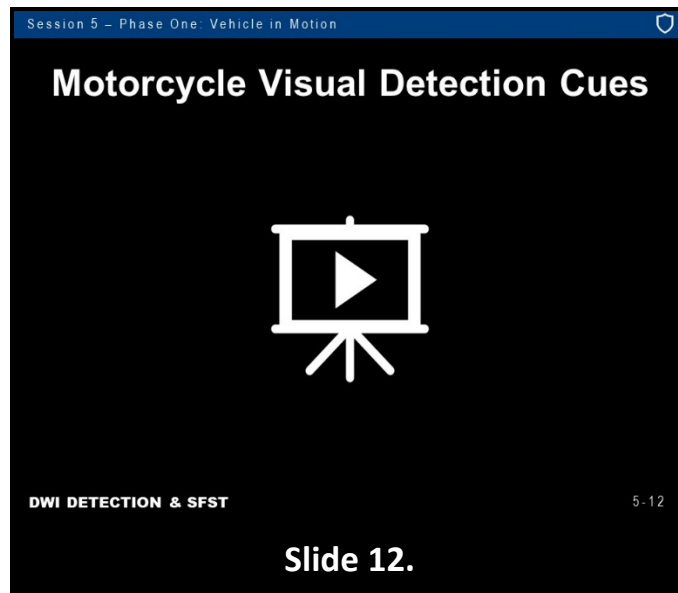 Session 5 – Phase One: Vehicle in Motion
Motorcycle Visual Detection Cues
DWI DETECTION & SFST
5-12
Slide 12.